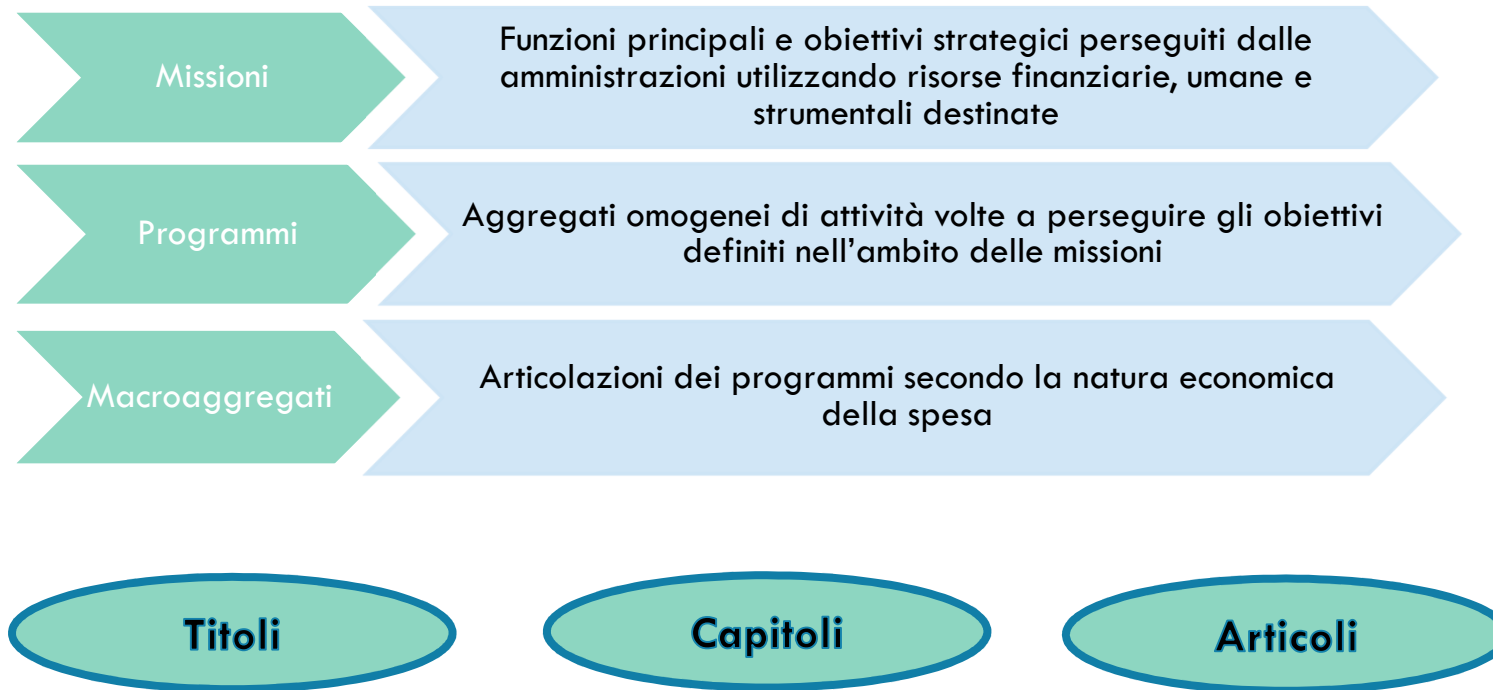 Missioni
Funzioni principali e obiettivi strategici perseguiti dalle
amministrazioni utilizzando risorse finanziarie, umane e
strumentali destinate
Programmi
Aggregati omogenei di attività volte a perseguire gli obiettivi
definiti nell'ambito delle missioni
Macroaggregati
Articolazioni dei programmi secondo la natura economica
della spesa
Titoli
Capitoli
Articoli